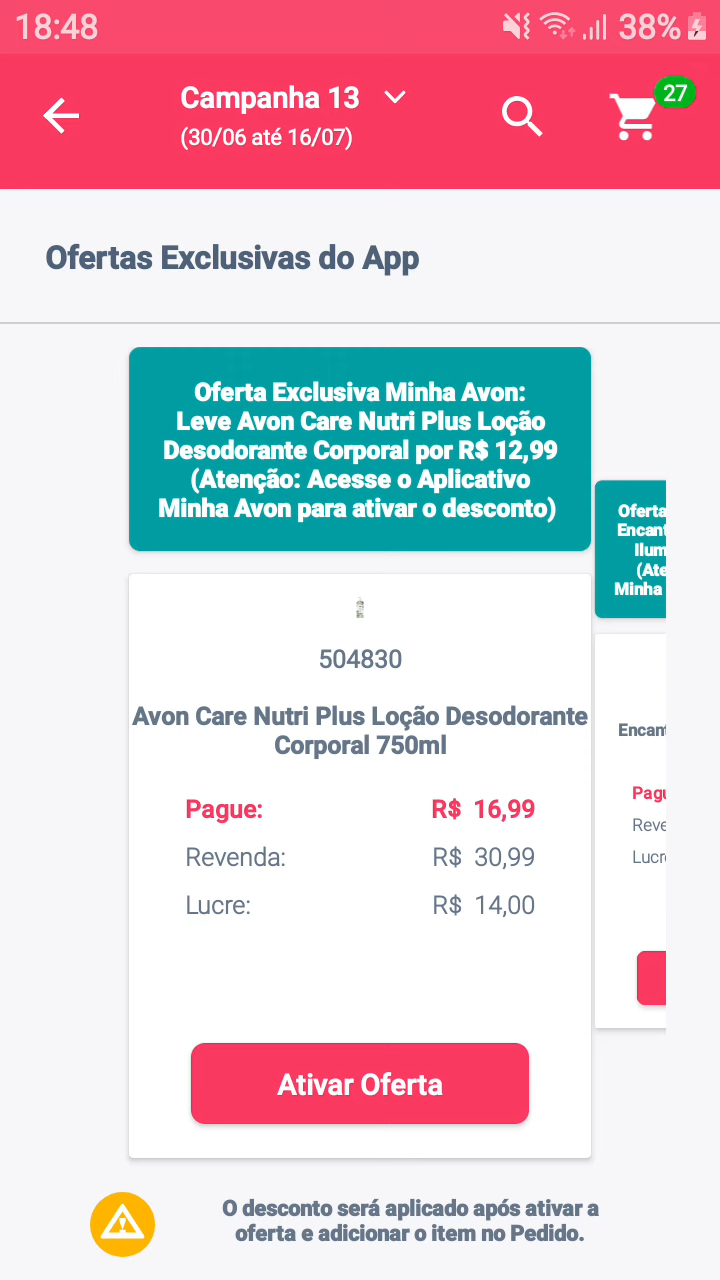 18:48
38%
Campanha 13
(30/06 até 16/07)
27
Ofertas Exclusivas do App
Oferta Exclusiva Minha Avon:
Leve Avon Care Nutri Plus Loção
Desodorante Corporal por R$ 12,99
(Atenção: Acesse o Aplicativo
Minha Avon para ativar o desconto)
504830
Avon Care Nutri Plus Loção Desodorante
Corporal 750ml
Pague: R$ 16,99
Revenda: R$ 30,99
Lucre: R$ 14,00
Ativar Oferta
Oferta
Minha
O desconto será aplicado após ativar a
oferta e adicionar o item no Pedido.